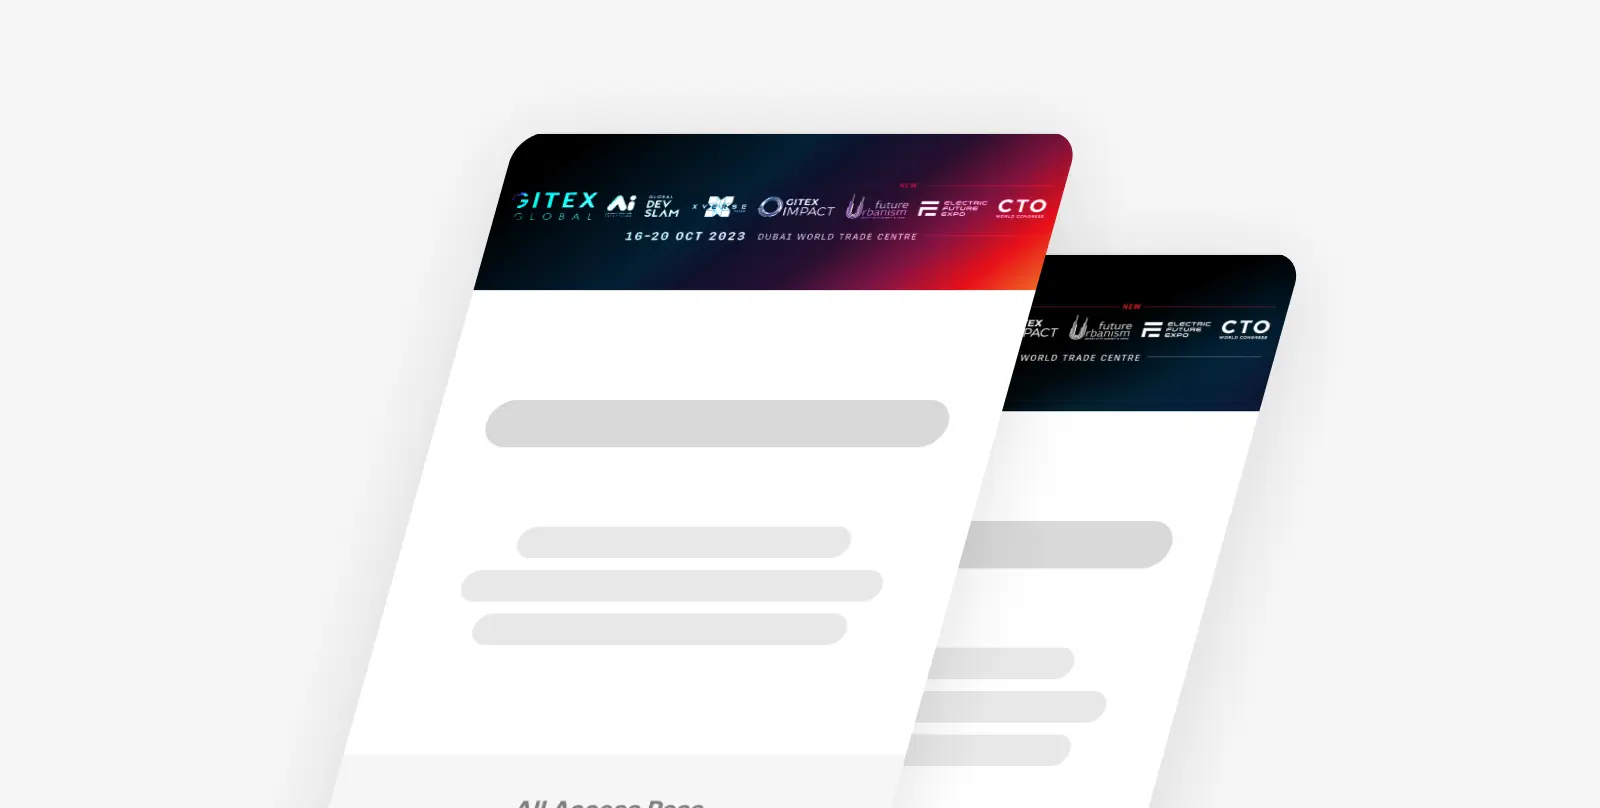 NEW
GITEX GLOBAL Ai GLOBAL DEV SLAM XVERSE GITEX IMPACT future urbanism ELECTRIC FUTURE EXPO CTO WORLD CONGRESS
16-20 OCT 2023 DUBAI WORLD TRADE CENTRE
All Access Pass
NEW
EX PACT future urbanism ELECTRIC FUTURE EXPO CTO WORLD CONGRESS
WORLD TRADE CENTRE